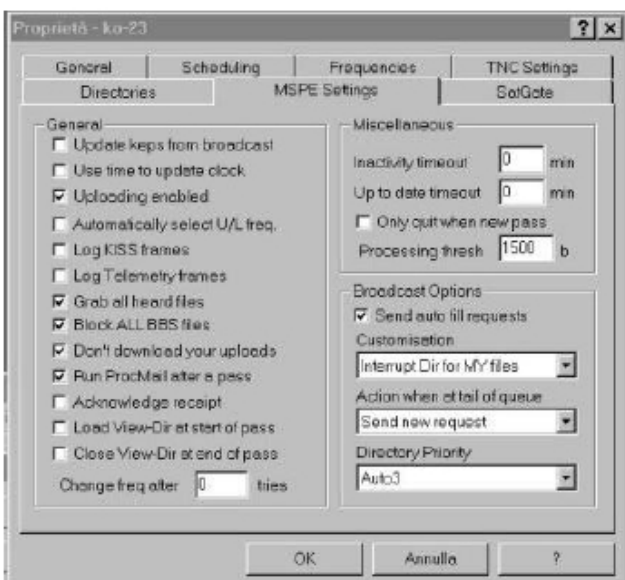 Proprietà - ko-23
? ×
General Scheduling Frequencies TNC Settings
Directories MSPE Settings SatGate
General
Update keps from broadcast
Use time to update clock
Uploading enabled
Automatically select U/L freq.
Log KISS frames
Log Telemetry frames
Grab all heard files
Block ALL BBS files
Don't download your uploads
Run ProcMail after a pass
Acknowledge receipt
Load View-Dir at start of pass
Close View-Dir at end of pass
Change freq after 0 tries
Miscellaneous
Inactivity timeout 0 min
Up to date timeout 0 min
Only quit when new pass
Processing thresh 1500 b
Broadcast Options
Send auto fill requests
Customisation
Interrupt Dir for MY files
Action when at tail of queue
Send new request
Directory Priority
Auto3
OK Annulla ?